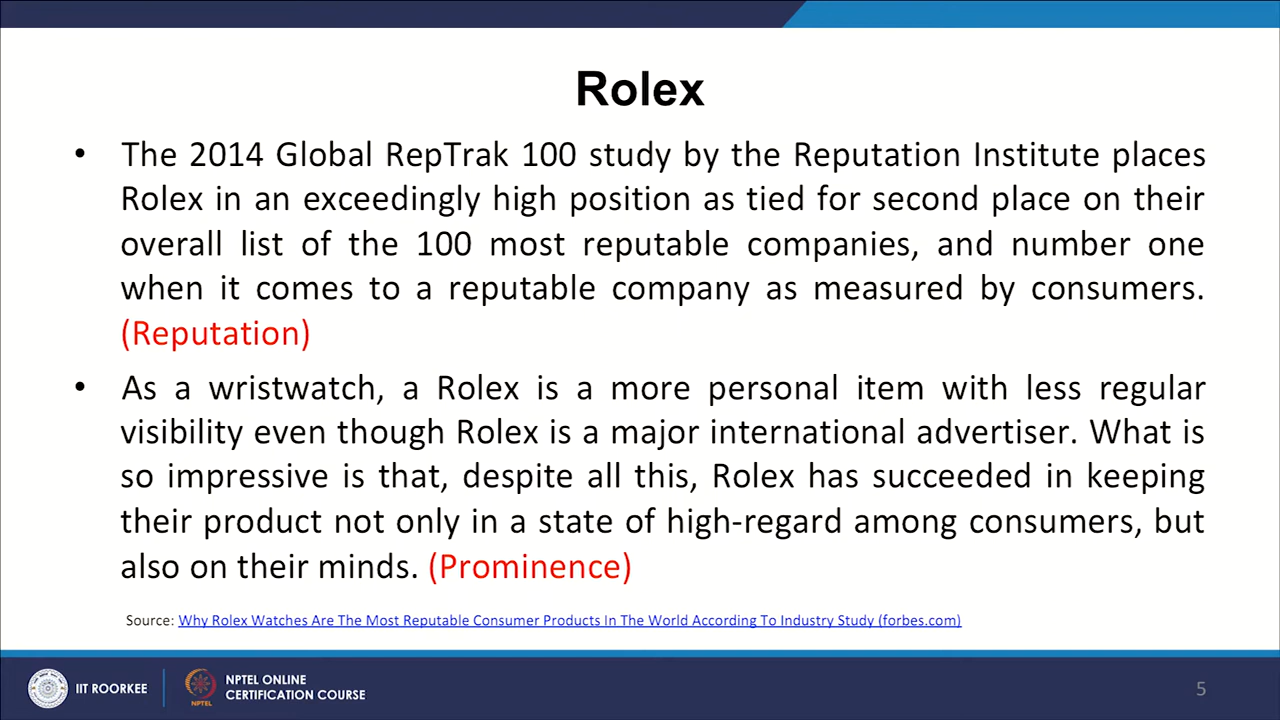 Rolex
• The 2014 Global RepTrak 100 study by the Reputation Institute places
Rolex in an exceedingly high position as tied for second place on their
overall list of the 100 most reputable companies, and number one
when it comes to a reputable company as measured by consumers.
(Reputation)
• As a wristwatch, a Rolex is a more personal item with less regular
visibility even though Rolex is a major international advertiser. What is
so impressive is that, despite all this, Rolex has succeeded in keeping
their product not only in a state of high-regard among consumers, but
also on their minds. (Prominence)
Source: Why Rolex Watches Are The Most Reputable Consumer Products In The World According To Industry Study (forbes.com)
IIT ROORKEE
NPTEL
NPTEL ONLINE
CERTIFICATION COURSE
5